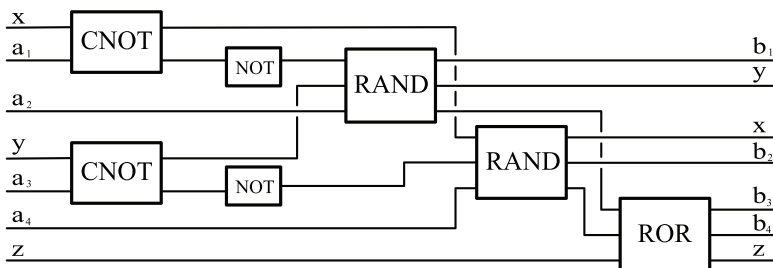 x
CNOT
a₁
NOT
b₁
RAND
y
a₂
x
y
CNOT
RAND
b₂
a₃
NOT
b₃
a₄
ROR
b₄
z
z